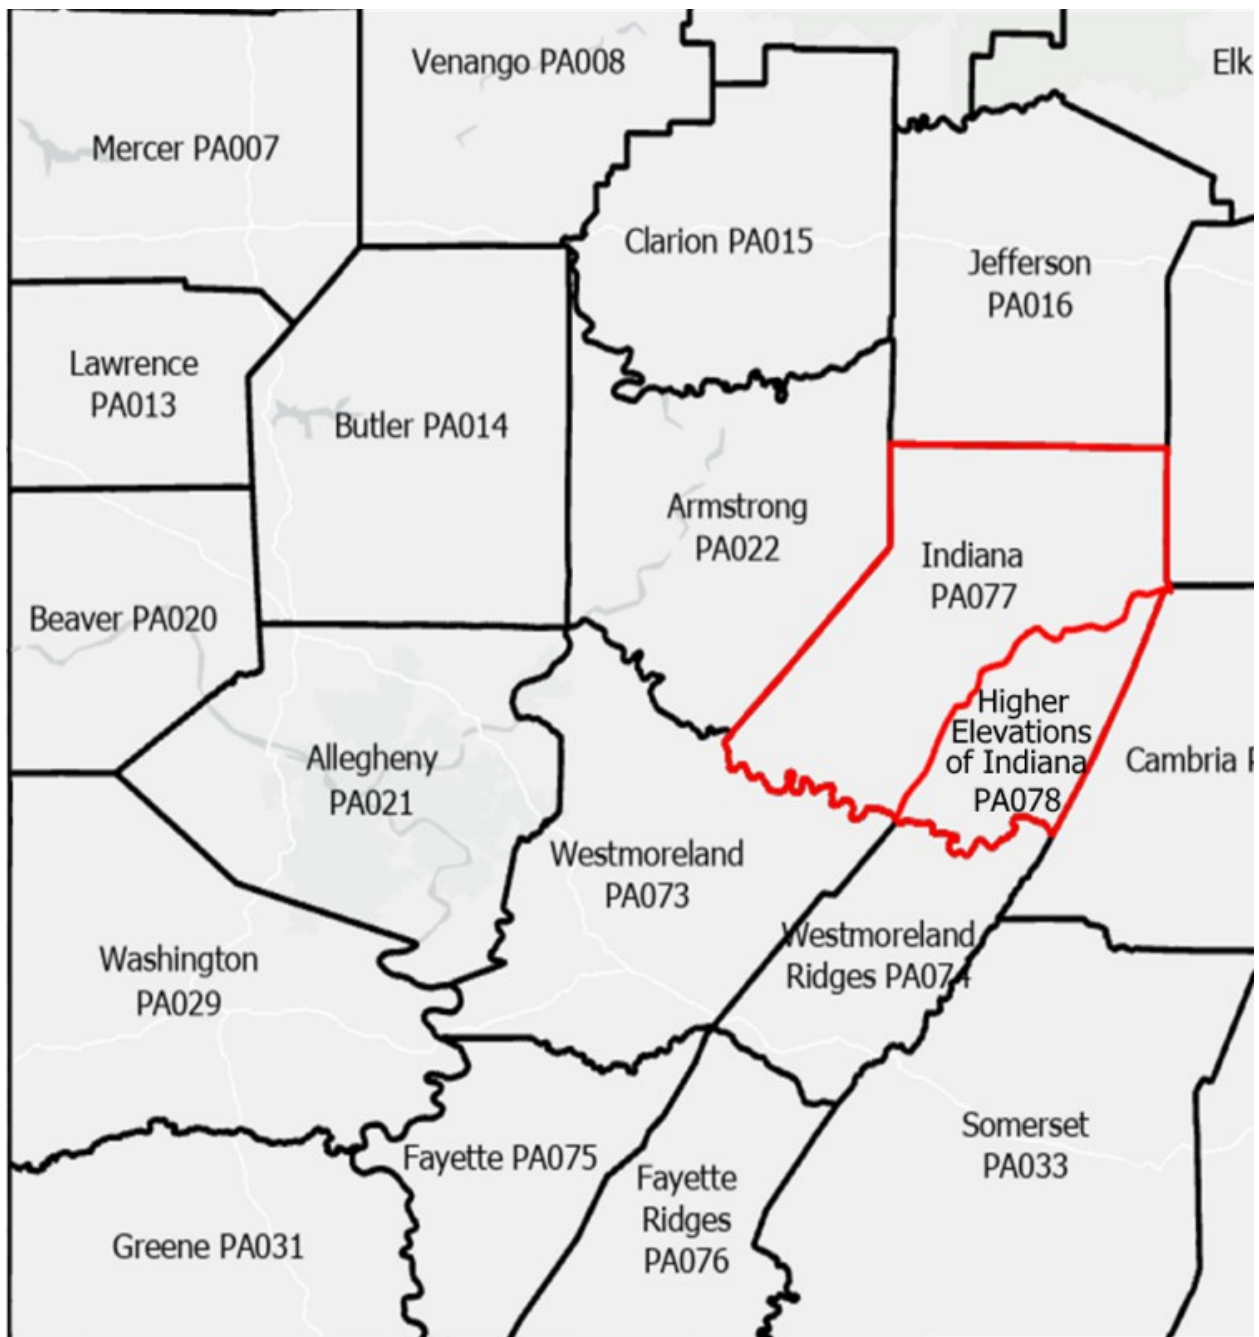 Venango PA008
Elk
Mercer PA007
Clarion PA015
Jefferson
PA016
Lawrence
PA013
Butler PA014
Armstrong
PA022
Indiana
PA077
Beaver PA020
Higher
Elevations
of Indiana
PA078
Allegheny
PA021
Cambria P
Westmoreland
PA073
Westmoreland
Ridges PA074
Washington
PA029
Somerset
PA033
Fayette PA075
Fayette
Ridges
PA076
Greene PA031